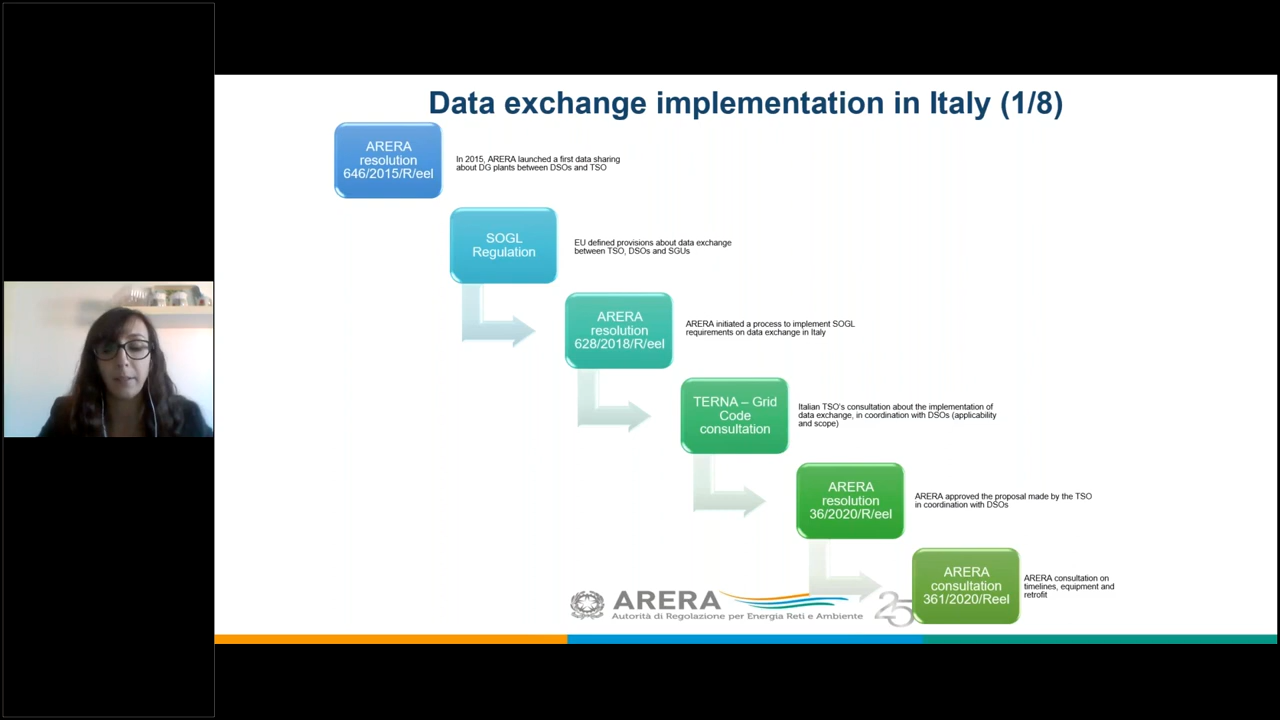 Data exchange implementation in Italy (1/8)
ARERA
resolution
646/2015/R/eel
In 2015, ARERA launched a first data sharing
about DG plants between DSOs and TSO
SOGL
Regulation
EU defined provisions about data exchange
between TSO, DSOs and SGUs
ARERA
resolution
628/2018/R/eel
ARERA initiated a process to implement SOGL
requirements on data exchange in Italy
TERNA – Grid
Code
consultation
Italian TSO's consultation about the implementation of
data exchange, in coordination with DSOs (applicability
and scope)
ARERA
resolution
36/2020/R/eel
ARERA approved the proposal made by the TSO
in coordination with DSOs
ARERA
consultation
361/2020/Reel
ARERA consultation on
timelines, equipment and
retrofit
ARERA
Autorità di Regolazione per Energia Reti e Ambiente
25